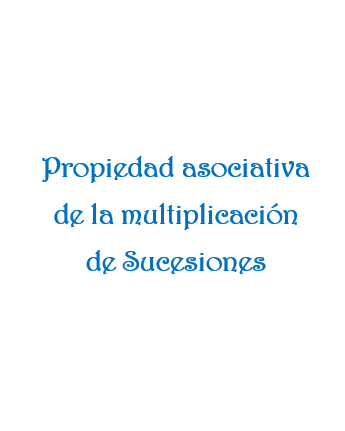 Propiedad asociativa
de la multiplicación
de Sucesiones